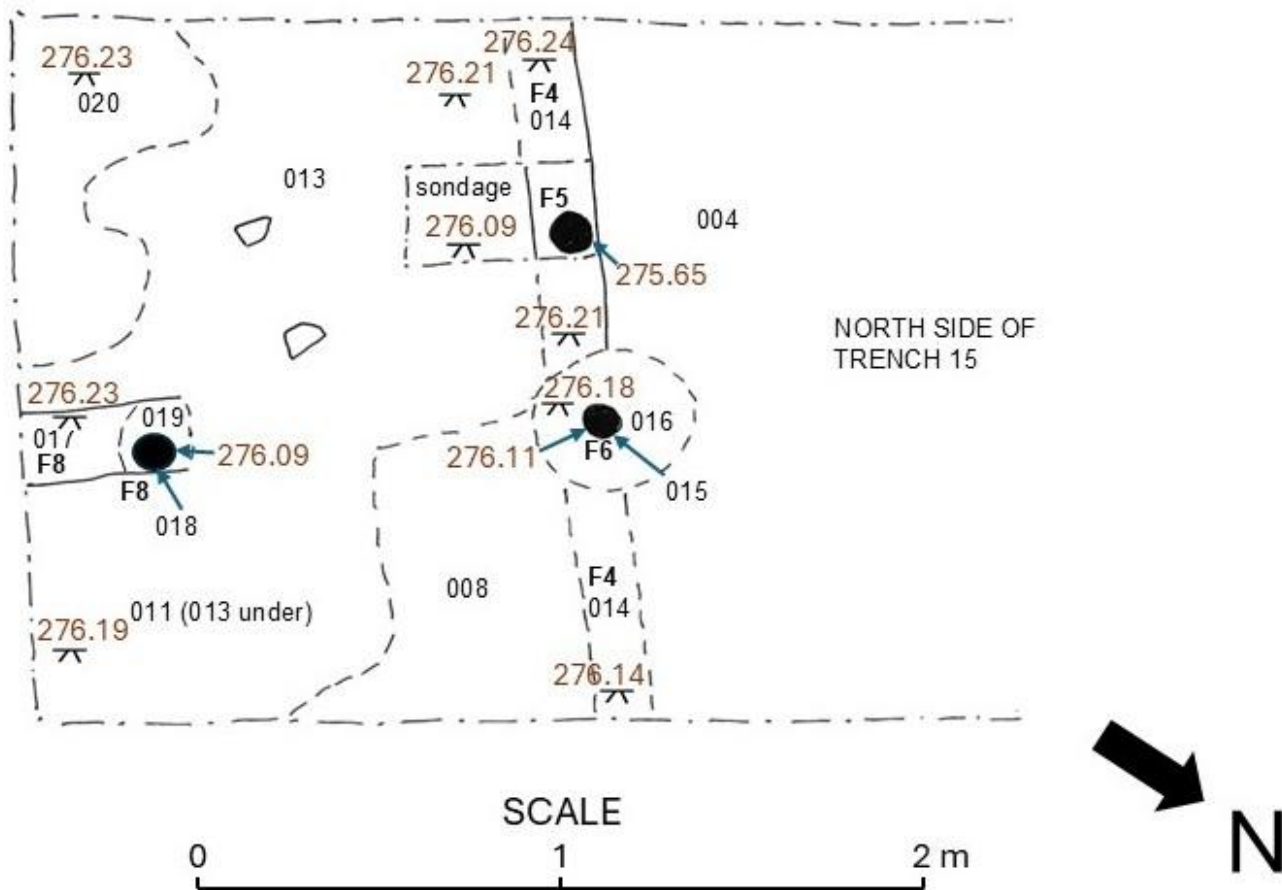 276.24
276.23
276.21
020
F4
014
013
sondage
F5
004
276.09
275.65
276.21
NORTH SIDE OF
TRENCH 15
276.23
276.18
019
016
017
F8
276.09
276.11
F6
F8
015
018
008
F4
014
011 (013 under)
276.19
276.14
SCALE
0
1
2 m
N